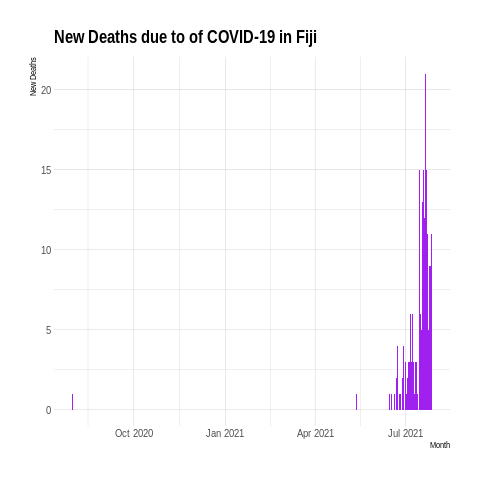 New Deaths due to of COVID-19 in Fiji
New Deaths
20
15
10
5
0
Oct 2020 Jan 2021 Apr 2021 Jul 2021
Month